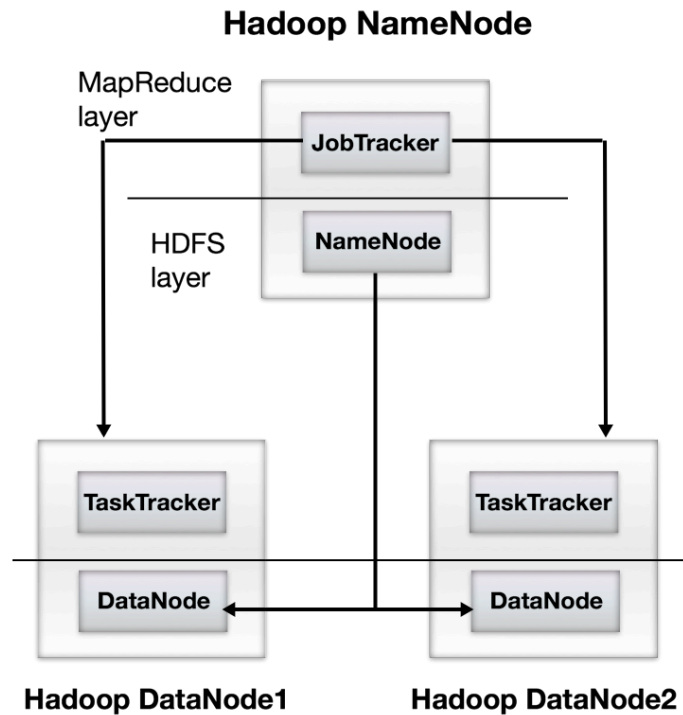 Hadoop NameNode
MapReduce
layer
JobTracker
HDFS
layer
NameNode
TaskTracker
TaskTracker
DataNode
DataNode
Hadoop DataNode1
Hadoop DataNode2